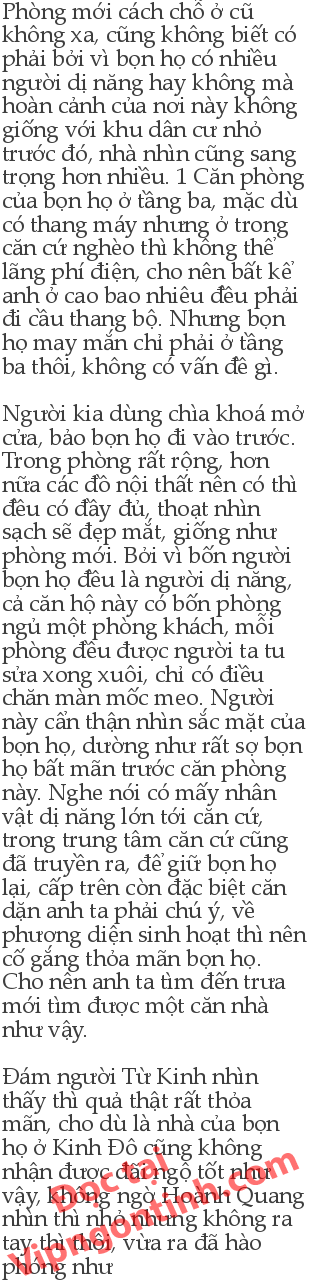 Phòng mới cách chỗ ở cũ
không xa, cũng không biết có
phải bởi vì bọn họ có nhiều
người dị năng hay không mà
hoàn cảnh của nơi này không
giống với khu dân cư nhỏ
trước đó, nhà nhìn cũng sang
trọng hơn nhiều. 1 Căn phòng
của bọn họ ở tầng ba, mặc dù
có thang máy nhưng ở trong
căn cứ nghèo thì không thể
lãng phí điện, cho nên bất kể
anh ở cao bao nhiêu đều phải
đi cầu thang bộ. Nhưng bọn
họ may mắn chỉ phải ở tầng
ba thôi, không có vấn đề gì.
Người kia dùng chìa khoá mở
cửa, bảo bọn họ đi vào trước.
Trong phòng rất rộng, hơn
nữa các đồ nội thất nên có thì
đều có đầy đủ, thoạt nhìn
sạch sẽ đẹp mắt, giống như
phòng mới. Bởi vì bốn người
bọn họ đều là người dị năng,
cả căn hộ này có bốn phòng
ngủ một phòng khách, mỗi
phòng đều được người ta tu
sửa xong xuôi, chỉ có điều
chăn màn mốc meo. Người
này cẩn thận nhìn sắc mặt của
bọn họ, dường như rất sợ bọn
họ bất mãn trước căn phòng
này. Nghe nói có mấy nhân
vật dị năng lớn tới căn cứ,
trong trung tâm căn cứ cũng
đã truyền ra, để giữ bọn họ
lại, cấp trên còn đặc biệt căn
dặn anh ta phải chú ý, về
phương diện sinh hoạt thì nên
cố gắng thỏa mãn bọn họ.
Cho nên anh ta tìm đến trưa
mới tìm được một căn nhà
như vậy.
Đám người Từ Kinh nhìn
thấy thì quả thật rất thỏa
mãn, cho dù là nhà của bọn
họ ở Kinh Đô cũng không
nhận được đãi ngộ tốt như
vậy, không ngờ Hoành Quang
nhìn thì nhỏ nhưng không ra
tay thì thôi, vừa ra đã hào
phóng như
Đọc tại
Vipngontinh.com